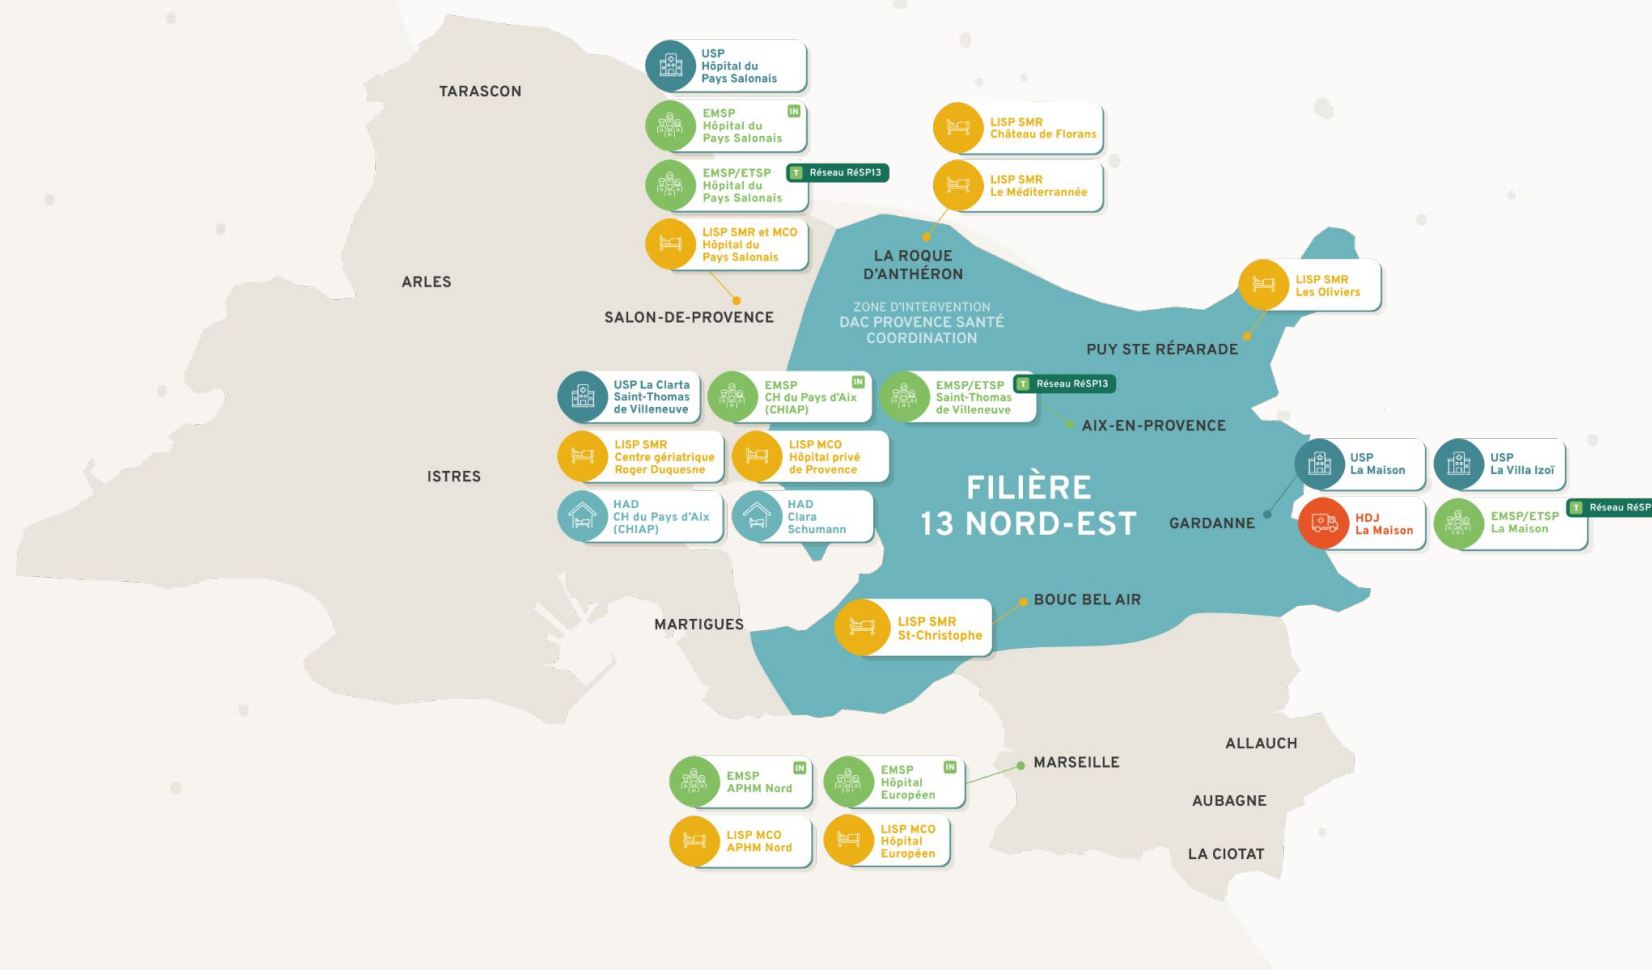 TARASCON
USP
Hôpital du
Pays Salonais
EMSP
IN
Hôpital du
Pays Salonais
EMSP/ETSP
T Réseau RéSP13
Hôpital du
Pays Salonais
LISP SMR et MCO
Hôpital du
Pays Salonais
SALON-DE-PROVENCE
LISP SMR
Château de Florans
LISP SMR
Le Méditerrannée
LA ROQUE
D'ANTHÉRON
ZONE D'INTERVENTION
DAC PROVENCE SANTÉ
COORDINATION
ARLES
LISP SMR
Les Oliviers
PUY STE RÉPARADE
USP La Clarta
Saint-Thomas
de Villeneuve
EMSP
IN
CH du Pays d'Aix
(CHIAP)
EMSP/ETSP
T Réseau RéSP13
Saint-Thomas
de Villeneuve
AIX-EN-PROVENCE
LISP SMR
Centre gériatrique
Roger Duquesne
LISP MCO
Hôpital privé
de Provence
HAD
CH du Pays d'Aix
(CHIAP)
HAD
Clara
Schumann
ISTRES
FILIÈRE
13 NORD-EST
GARDANNE
USP
La Maison
USP
La Villa Izoï
HDJ
La Maison
EMSP/ETSP
T Réseau RéSP
La Maison
BOUC BEL AIR
LISP SMR
St-Christophe
MARTIGUES
EMSP
IN
APHM Nord
EMSP
IN
Hôpital
Européen
MARSEILLE
LISP MCO
APHM Nord
LISP MCO
Hôpital
Européen
ALLAUCH
AUBAGNE
LA CIOTAT